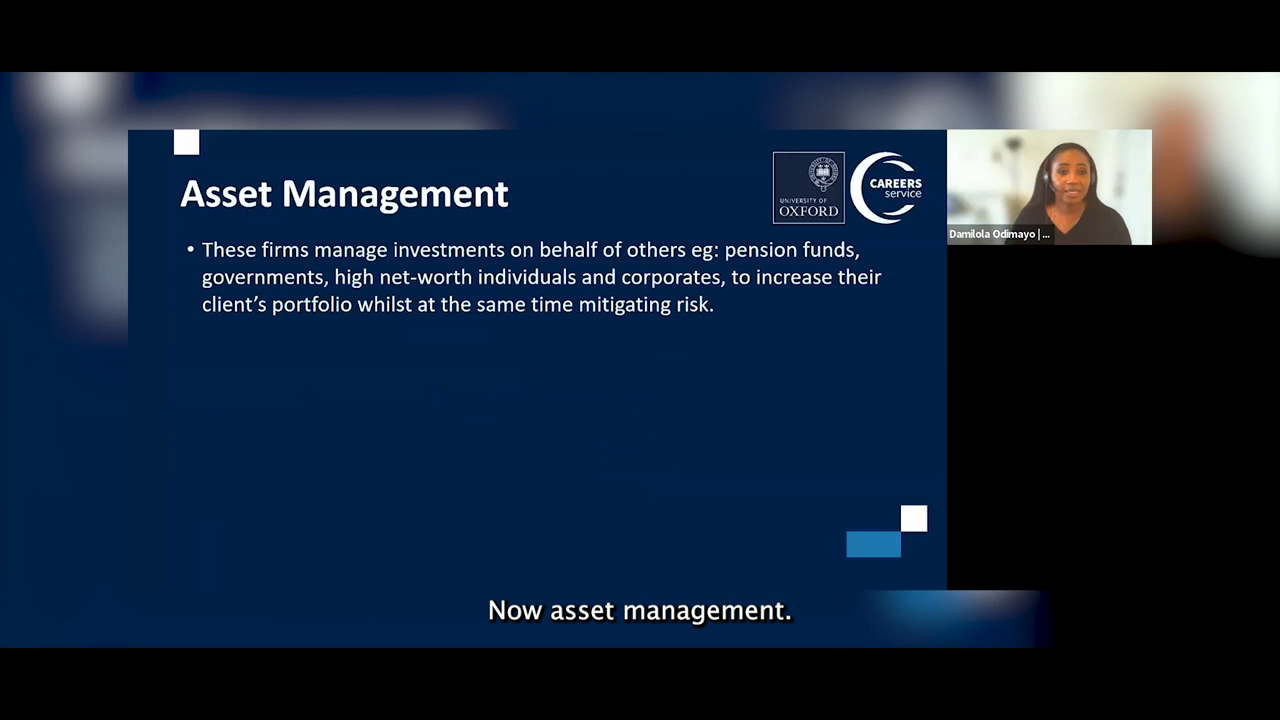 Asset Management
UNIVERSITY OF
OXFORD
CAREERS
service
• These firms manage investments on behalf of others eg: pension funds,
governments, high net-worth individuals and corporates, to increase their
client's portfolio whilst at the same time mitigating risk.
Damilola Odimayo | ...
Now asset management.